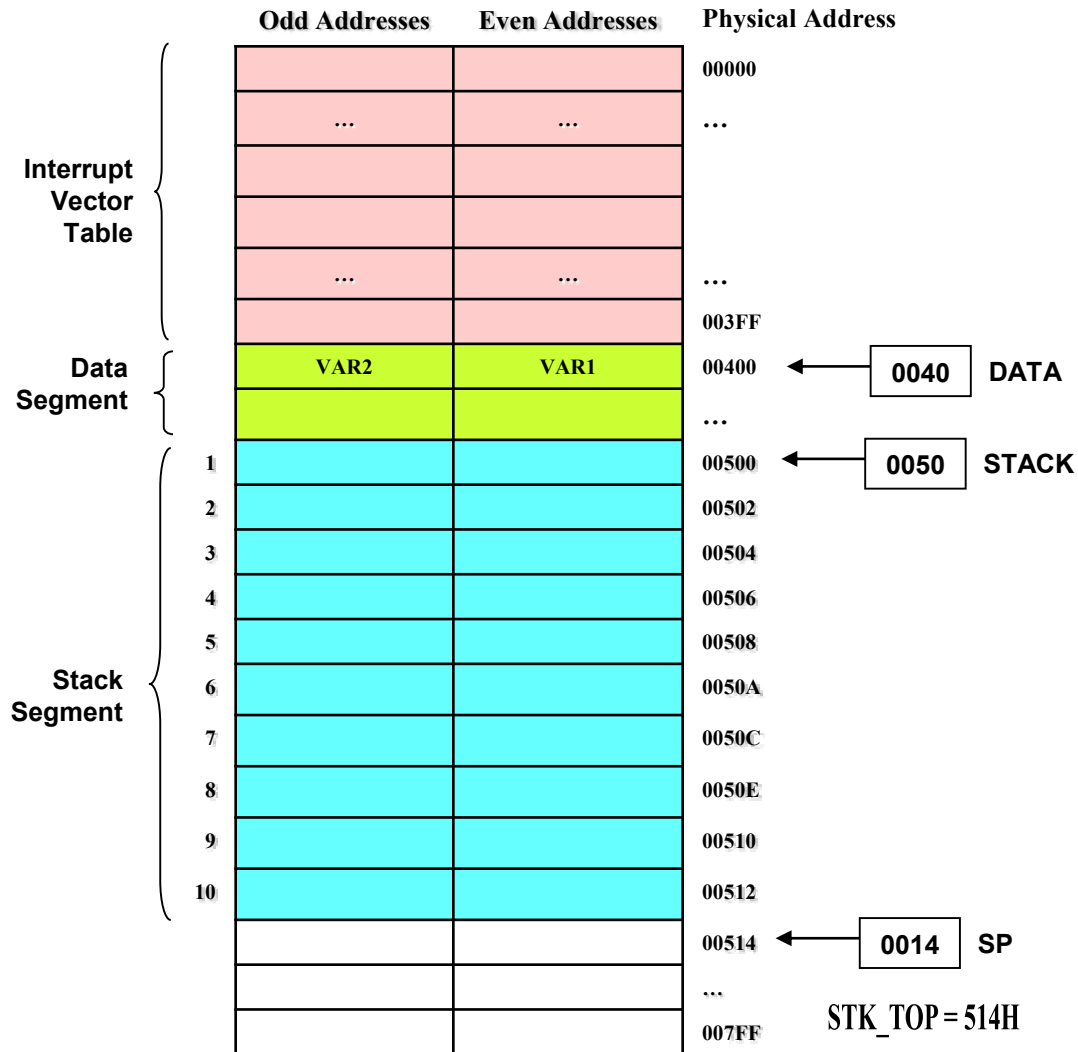 Odd Addresses Even Addresses Physical Address
00000
... ... ...
Interrupt
Vector
Table
... ... ...
003FF
Data
Segment
VAR2 VAR1 00400 0040 DATA
...
Stack
Segment
1 00500 0050 STACK
2 00502
3 00504
4 00506
5 00508
6 0050A
7 0050C
8 0050E
9 00510
10 00512
00514 0014 SP
...
007FF
STK_TOP = 514H